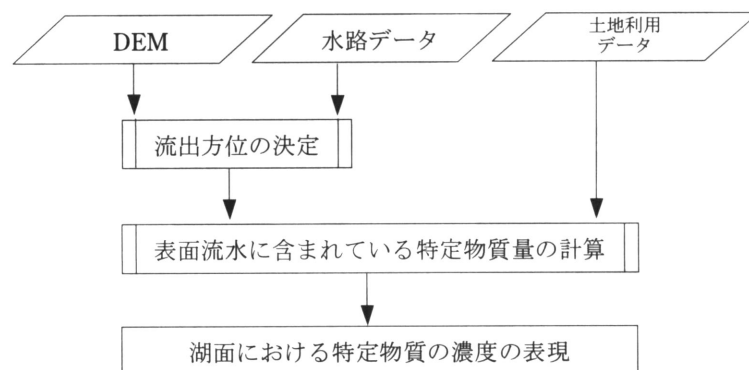 DEM
水路データ
土地利用
データ
流出方位の決定
表面流水に含まれている特定物質量の計算
湖面における特定物質の濃度の表現